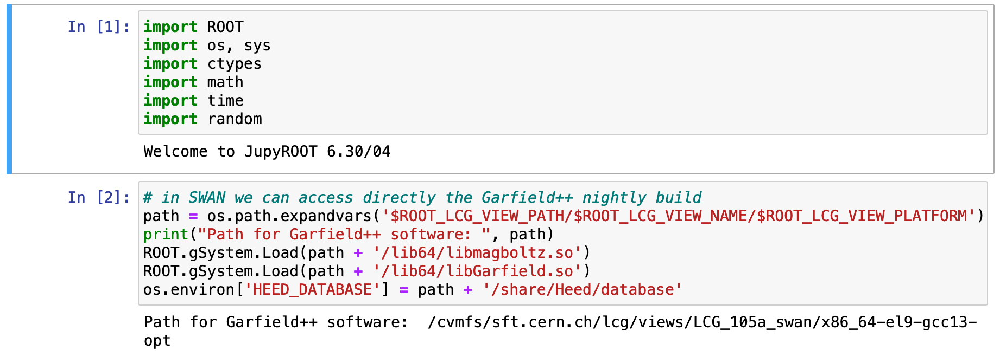 In [1]: import ROOT
import os, sys
import ctypes
import math
import time
import random
Welcome to JupyROOT 6.30/04
In [2]: # in SWAN we can access directly the Garfield++ nightly build
path = os.path.expandvars('$ROOT_LCG_VIEW_PATH/$ROOT_LCG_VIEW_NAME/$ROOT_LCG_VIEW_PLATFORM')
print("Path for Garfield++ software: ", path)
ROOT.gSystem.Load(path + '/lib64/libmagboltz.so')
ROOT.gSystem.Load(path + '/lib64/libGarfield.so')
os.environ['HEED_DATABASE'] = path + '/share/Heed/database'
Path for Garfield++ software:  /cvmfs/sft.cern.ch/lcg/views/LCG_105a_swan/x86_64-el9-gcc13-
opt